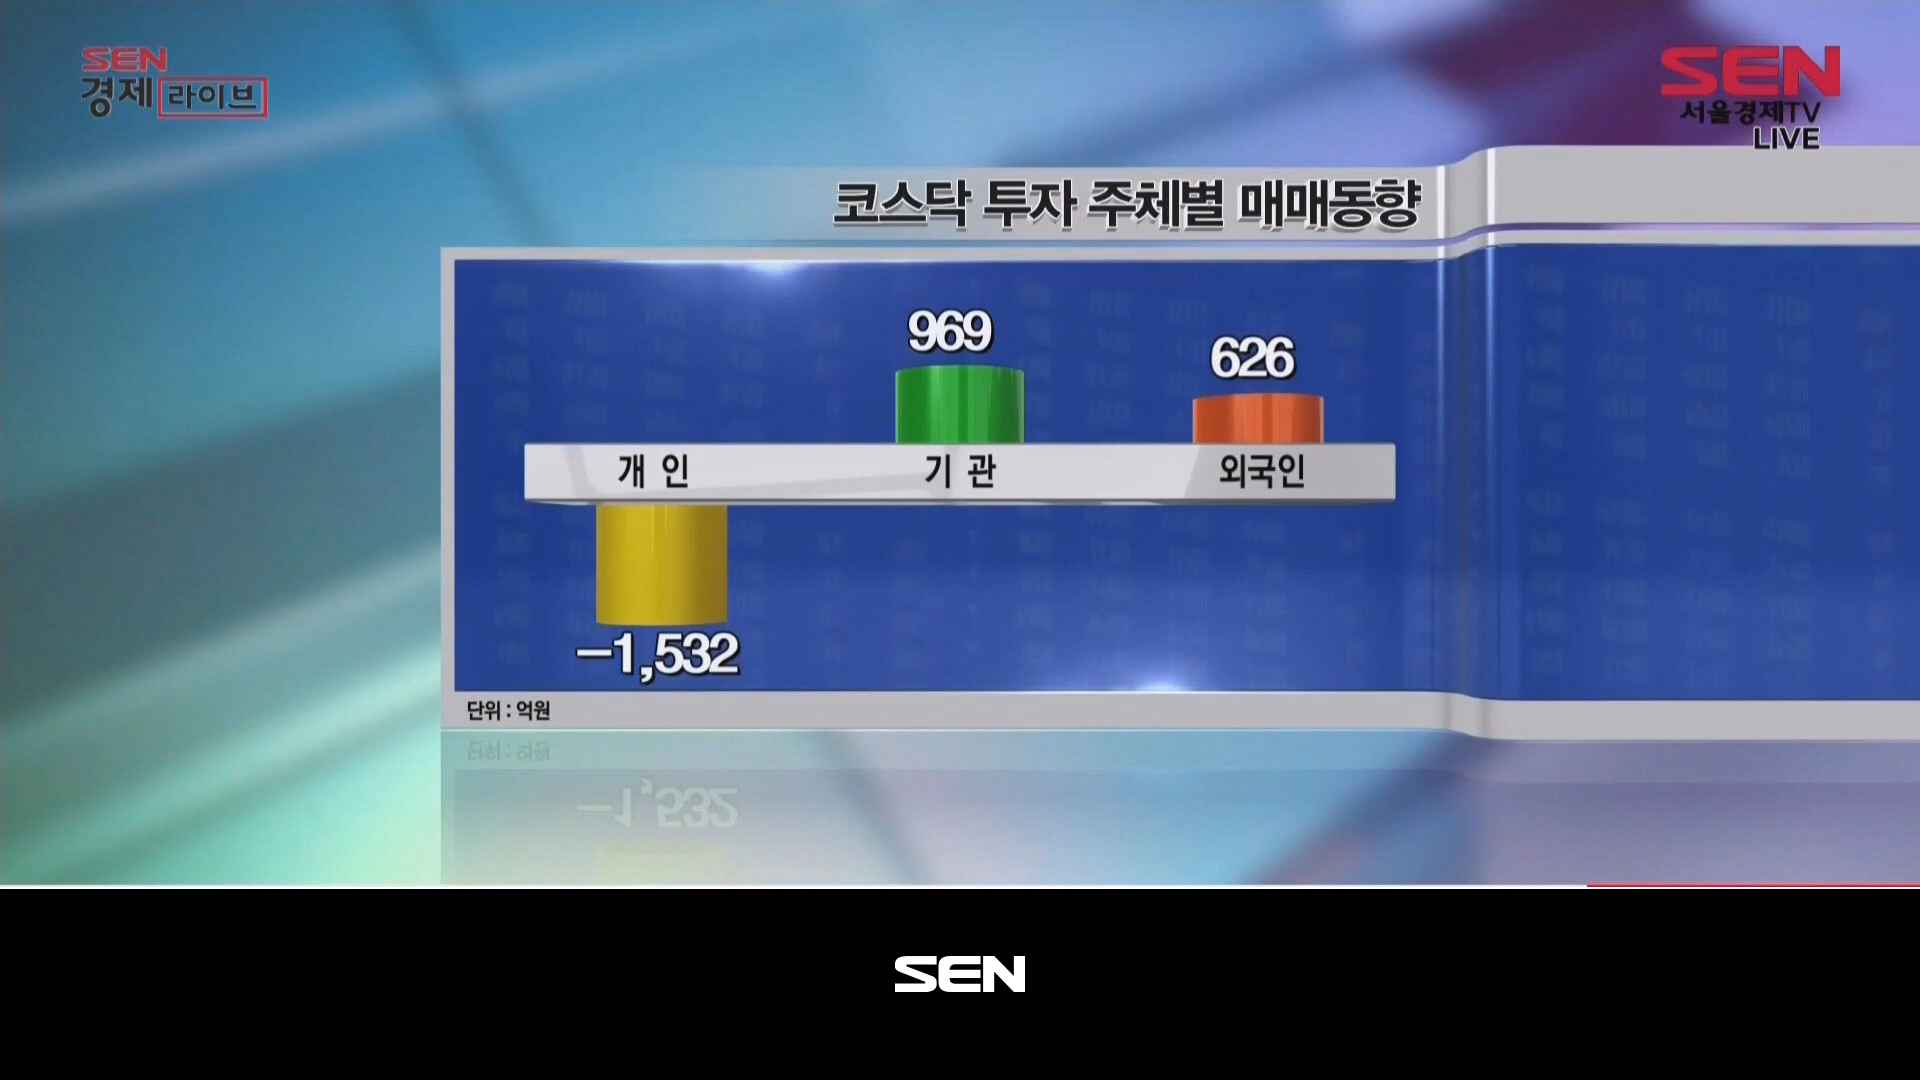 SEN
경제 라이브
SEN
서울경제TV
LIVE
코스닥 투자 주체별 매매동향
969
626
개 인
기 관
외국인
-1,532
단위 : 억원
SEN